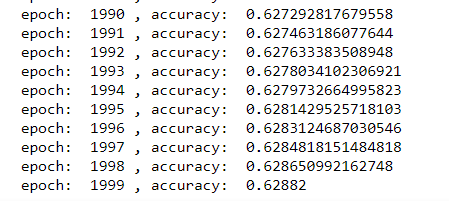 epoch:  1990 , accuracy:  0.627292817679558
epoch:  1991 , accuracy:  0.627463186077644
epoch:  1992 , accuracy:  0.627633383508948
epoch:  1993 , accuracy:  0.6278034102306921
epoch:  1994 , accuracy:  0.6279732664995823
epoch:  1995 , accuracy:  0.6281429525718103
epoch:  1996 , accuracy:  0.6283124687030546
epoch:  1997 , accuracy:  0.6284818151484818
epoch:  1998 , accuracy:  0.628650992162748
epoch:  1999 , accuracy:  0.62882